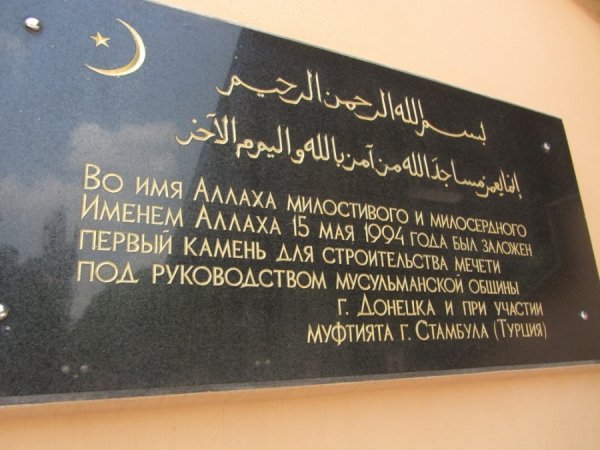 بسم الله الرحمن الرحيم
إنما يعمر مساجد الله من آمن بالله واليوم الآخر
Во имя Аллаха милостивого и милосердного
Именем Аллаха 15 мая 1994 года был заложен
первый камень для строительства мечети
под руководством мусульманской общины
г. Донецка и при участии
муфтията г. Стамбула (Турция)